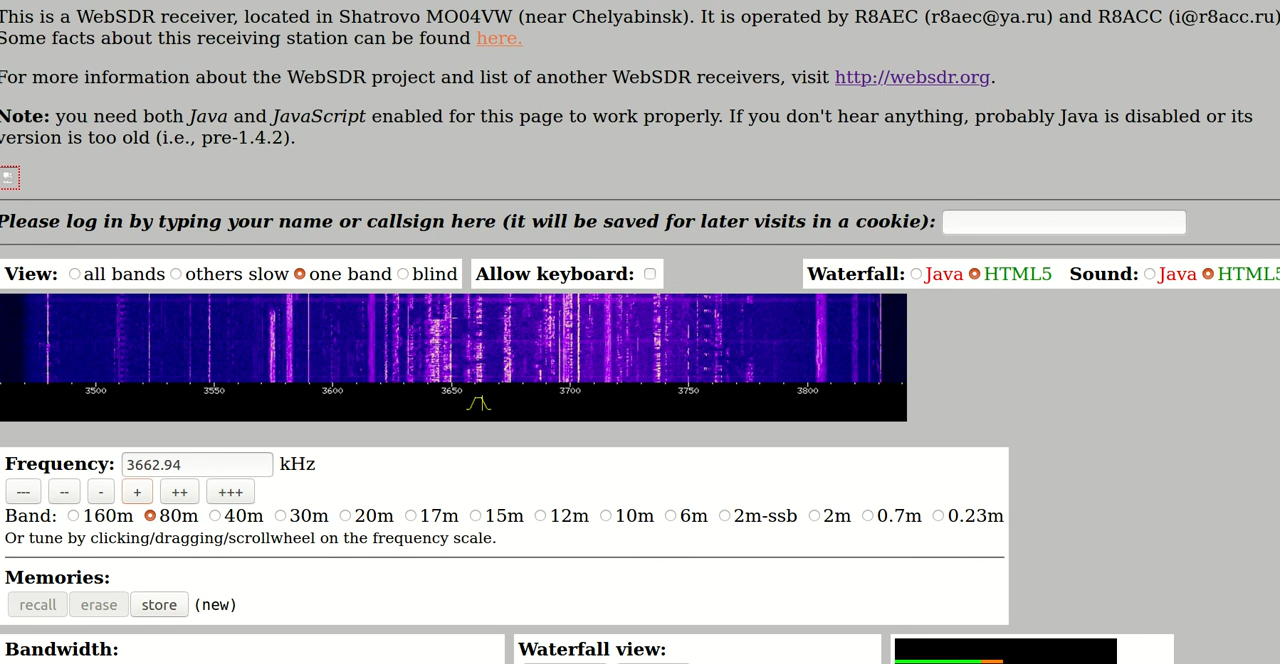 This is a WebSDR receiver, located in Shatrovo MO04VW (near Chelyabinsk). It is operated by R8AEC (r8aec@ya.ru) and R8ACC (i@r8acc.ru)
Some facts about this receiving station can be found here.
For more information about the WebSDR project and list of another WebSDR receivers, visit http://websdr.org.
Note: you need both Java and JavaScript enabled for this page to work properly. If you don't hear anything, probably Java is disabled or its
version is too old (i.e., pre-1.4.2).
Please log in by typing your name or callsign here (it will be saved for later visits in a cookie):
View: all bands others slow one band blind Allow keyboard: Waterfall: Java HTML5 Sound: Java HTML5
3500 3550 3600 3650 3700 3750 3800
Frequency: 3662.94 kHz
--- -- - + ++ +++
Band: 160m 80m 40m 30m 20m 17m 15m 12m 10m 6m 2m-ssb 2m 0.7m 0.23m
Or tune by clicking/dragging/scrollwheel on the frequency scale.
Memories:
recall erase store (new)
Bandwidth: Waterfall view: